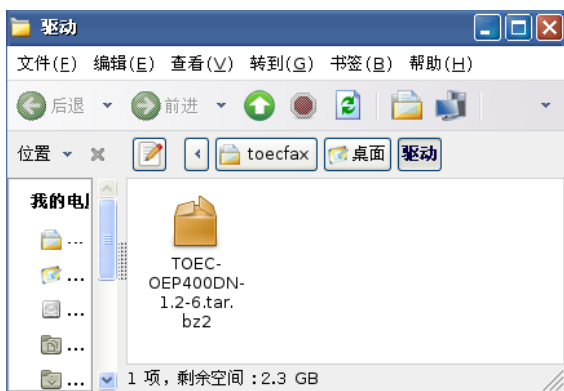 驱动
文件(F) 编辑(E) 查看(V) 转到(G) 书签(B) 帮助(H)
后退 前进
位置 toecfax 桌面 驱动
我的电
TOEC-
OEP400DN-
1.2-6.tar.
bz2
1 项，剩余空间 :2.3 GB